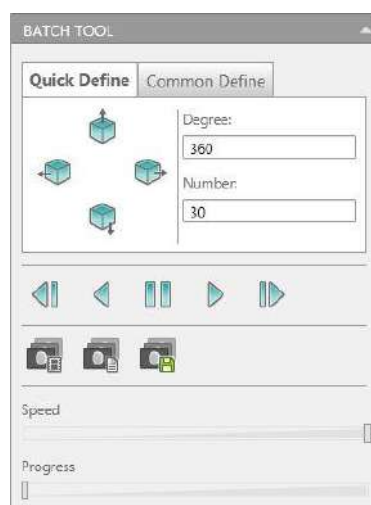 BATCH TOOL
Quick Define
Common Define
Degree:
360
Number:
30
Speed
Progress